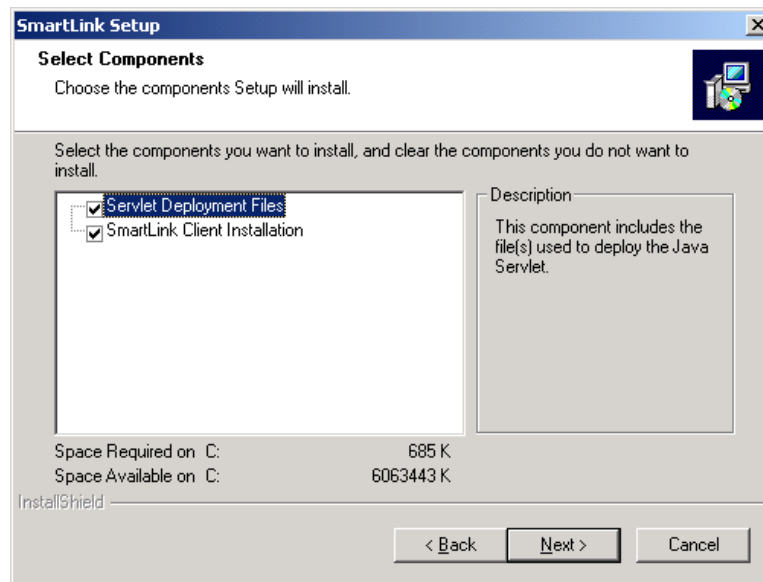 SmartLink Setup
Select Components
Choose the components Setup will install.
Select the components you want to install, and clear the components you do not want to
install.
Servlet Deployment Files
SmartLink Client Installation
Description
This component includes the
file(s) used to deploy the Java
Servlet.
Space Required on  C: 685 K
Space Available on  C: 6063443 K
InstallShield
< Back Next > Cancel